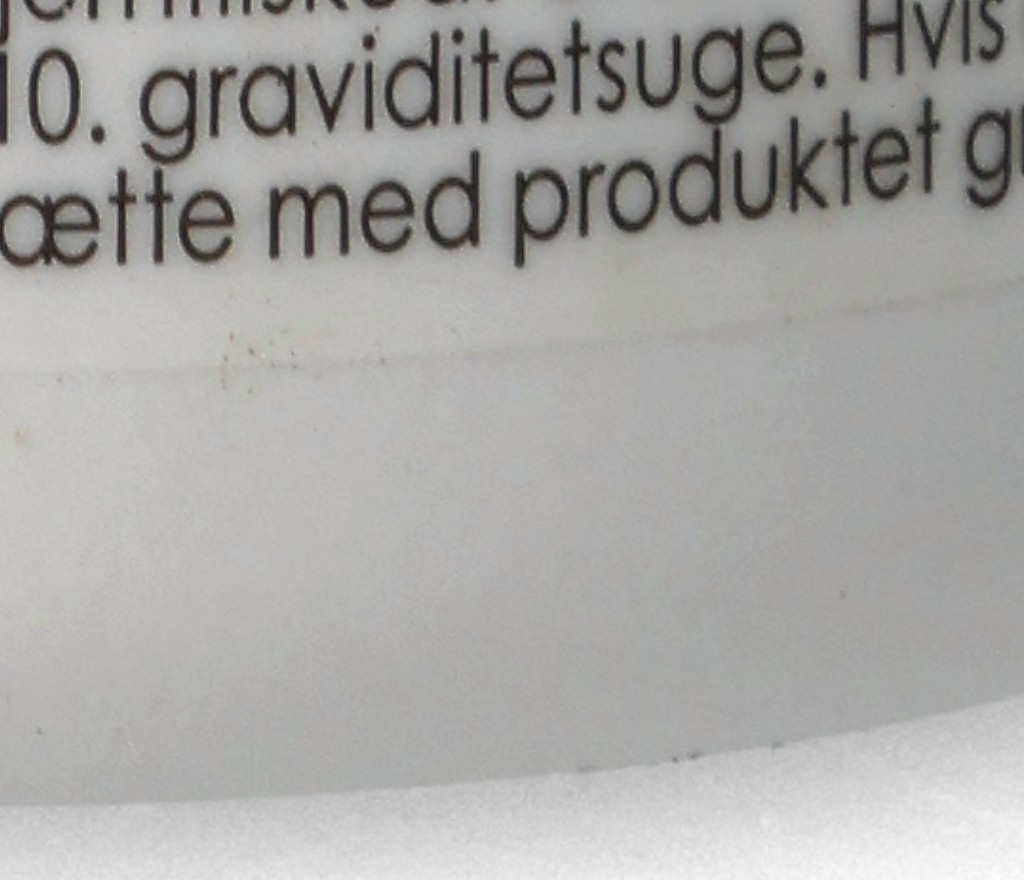 10. graviditetsuge. Hvis
ætte med produktet